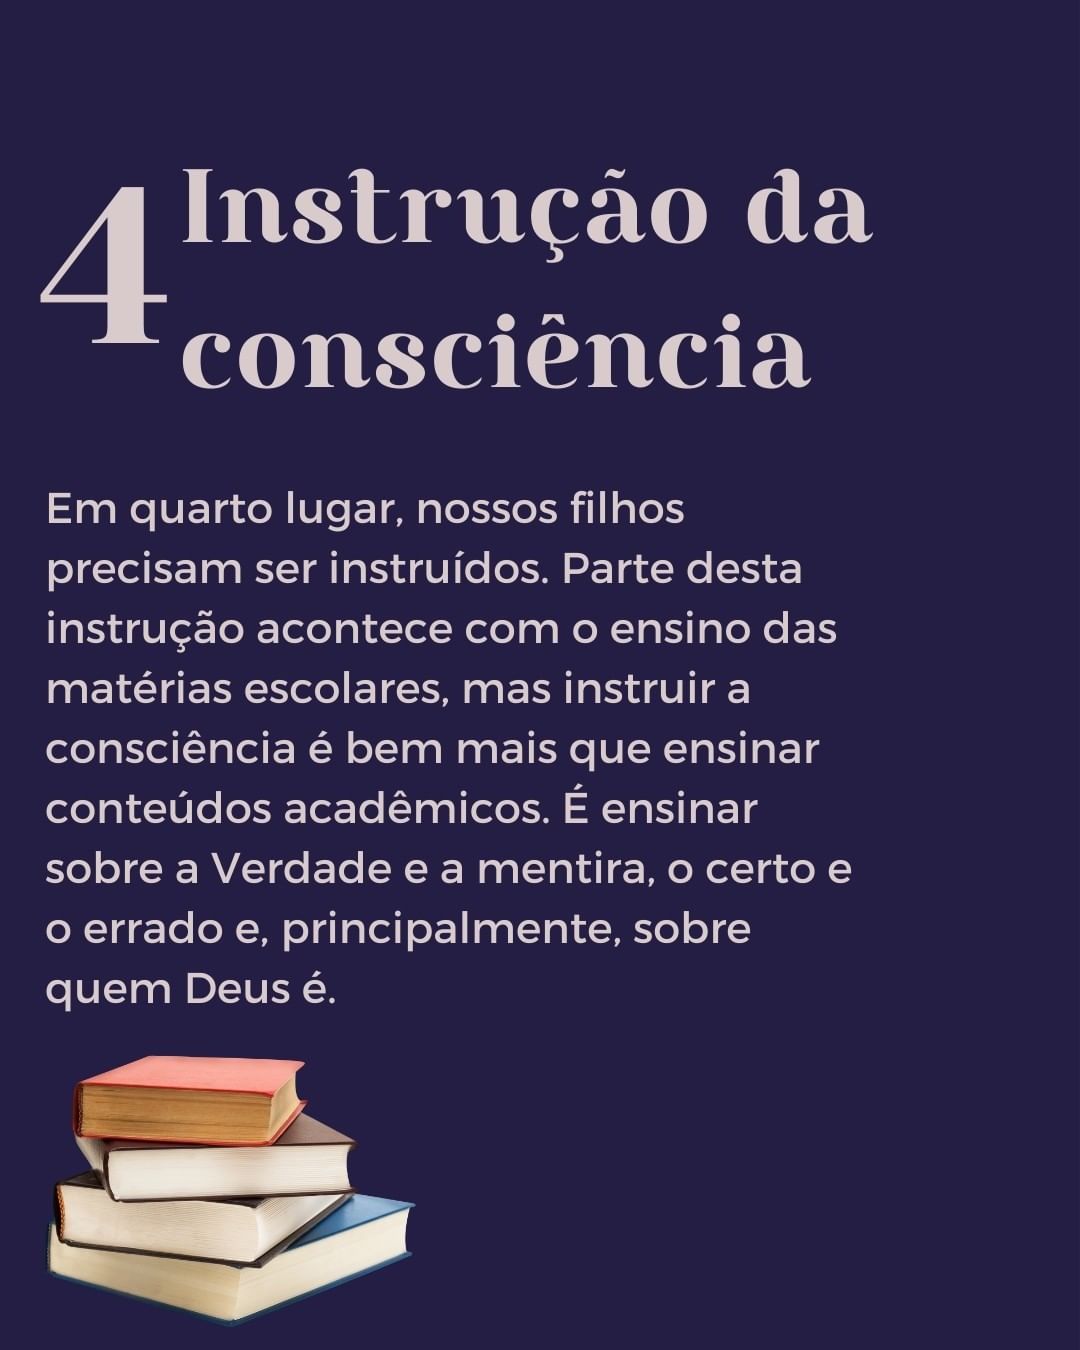 4 Instrução da
consciência
Em quarto lugar, nossos filhos
precisam ser instruídos. Parte desta
instrução acontece com o ensino das
matérias escolares, mas instruir a
consciência é bem mais que ensinar
conteúdos acadêmicos. É ensinar
sobre a Verdade e a mentira, o certo e
o errado e, principalmente, sobre
quem Deus é.